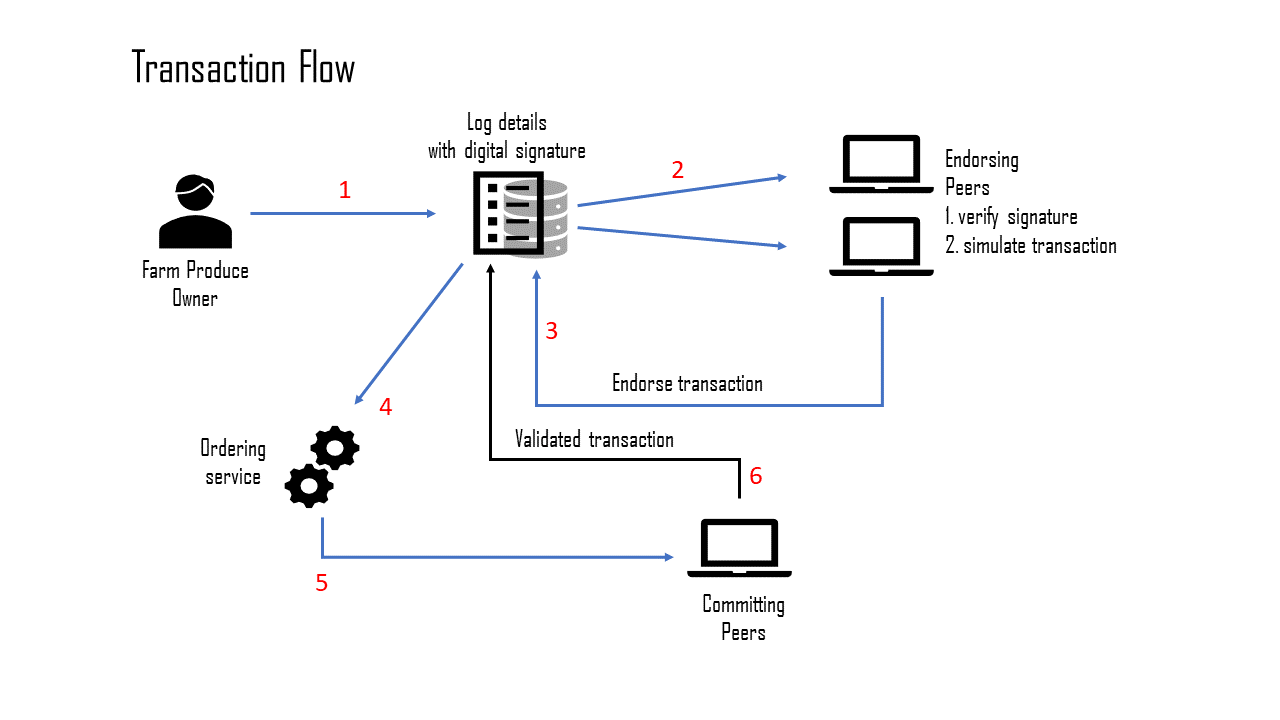 Transaction Flow
Log details
with digital signature
1
2
Endorsing
Peers
1. verify signature
2. simulate transaction
Farm Produce
Owner
3
Endorse transaction
4
Validated transaction
Ordering
service
6
5
Committing
Peers